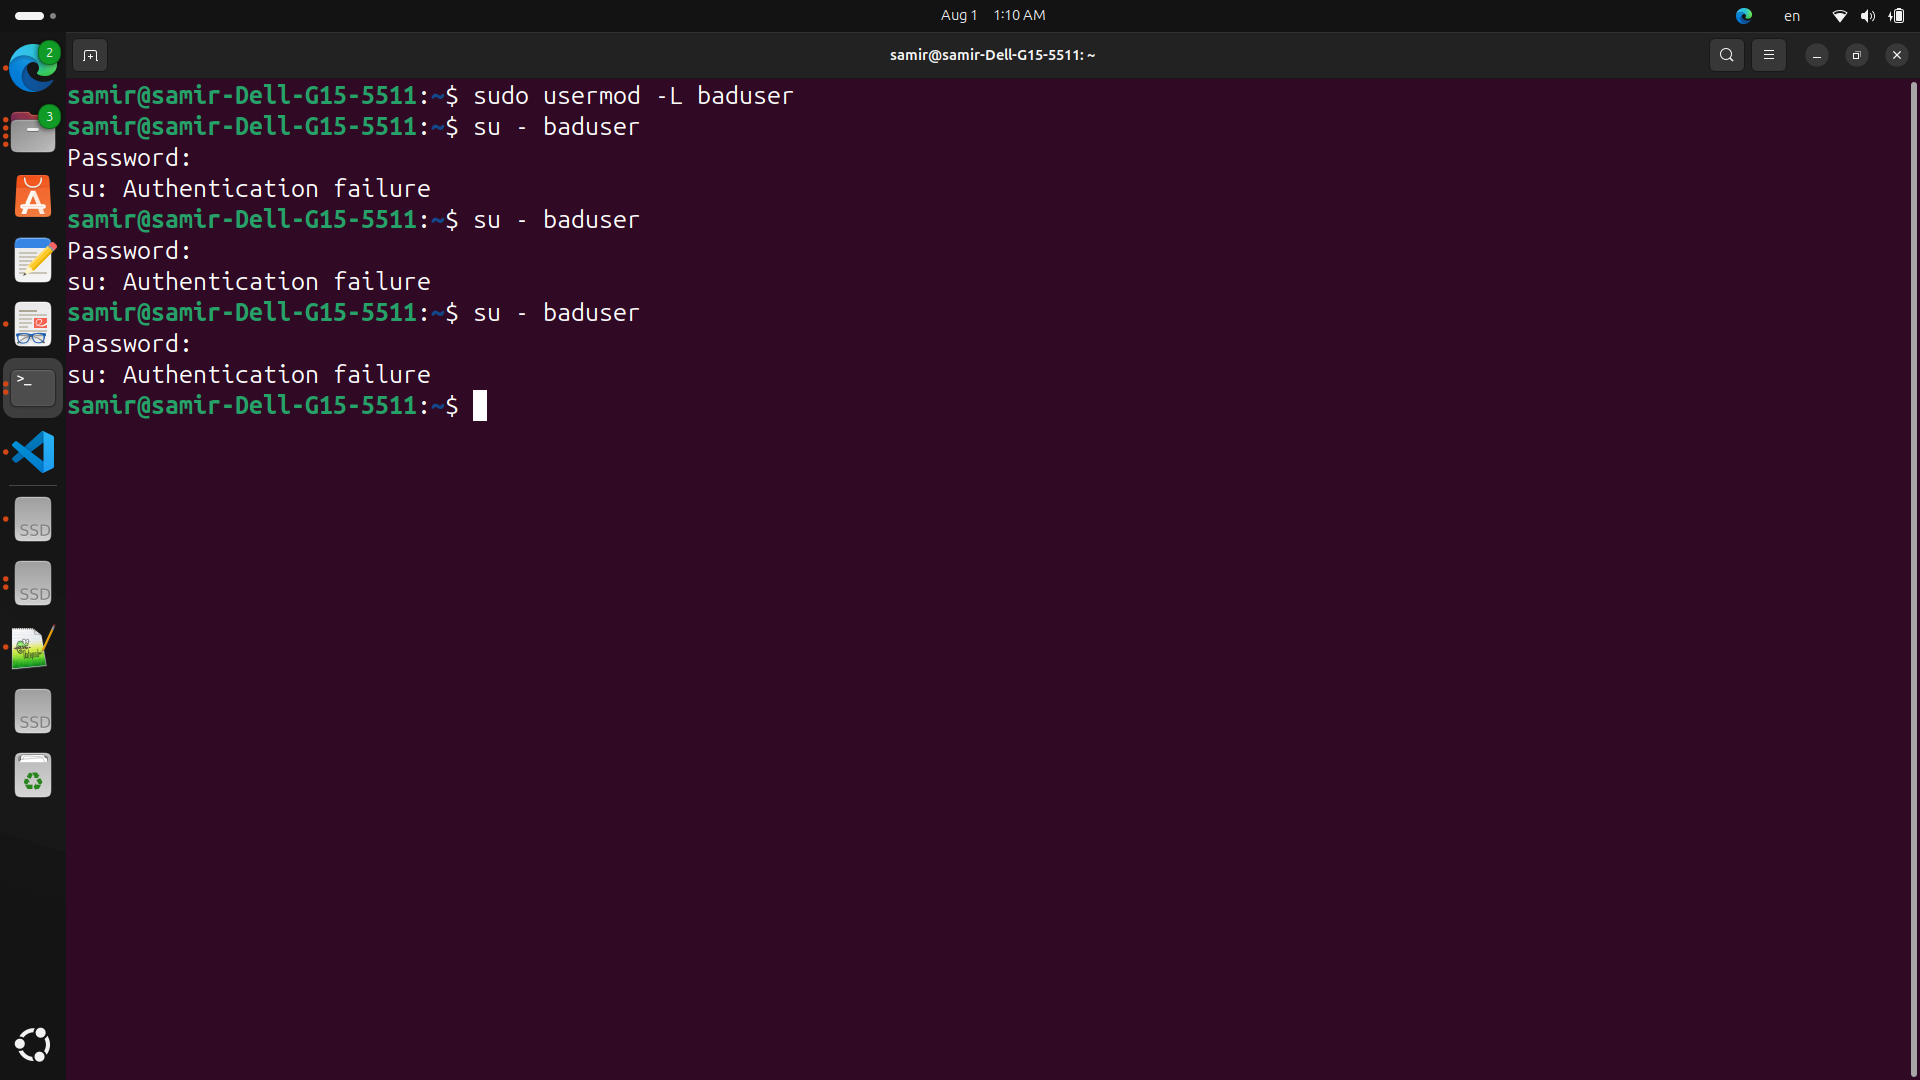 Aug 1 1:10 AM
en
samir@samir-Dell-G15-5511: ~
2
3
samir@samir-Dell-G15-5511:~$ sudo usermod -L baduser
samir@samir-Dell-G15-5511:~$ su - baduser
Password:
su: Authentication failure
samir@samir-Dell-G15-5511:~$ su - baduser
Password:
su: Authentication failure
samir@samir-Dell-G15-5511:~$ su - baduser
Password:
su: Authentication failure
samir@samir-Dell-G15-5511:~$
>_
SSD
SSD
SSD